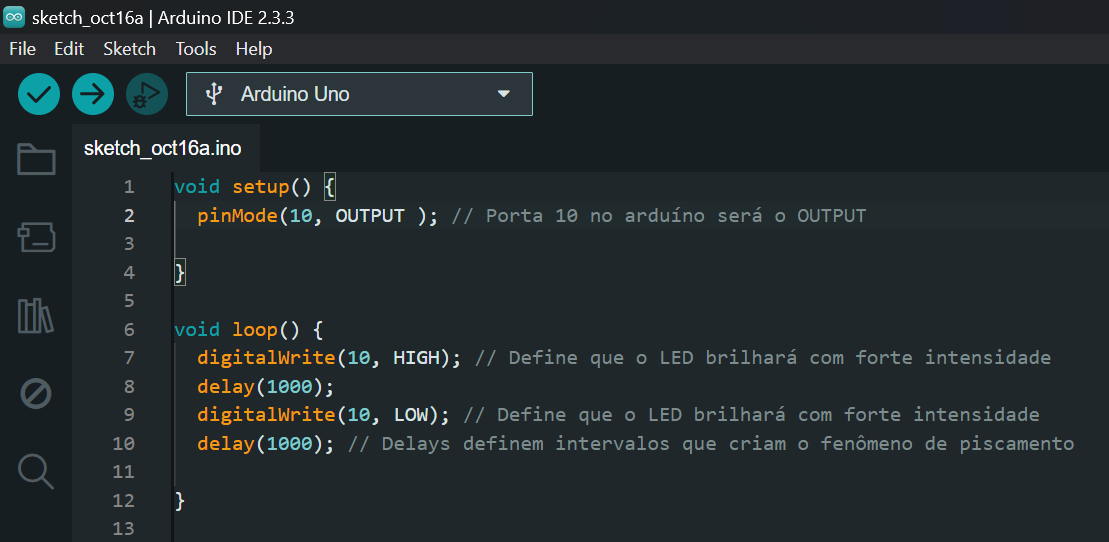 sketch_oct16a | Arduino IDE 2.3.3
File Edit Sketch Tools Help
Arduino Uno
sketch_oct16a.ino
1 void setup() {
2 pinMode(10, OUTPUT ); // Porta 10 no arduíno será o OUTPUT
3
4 }
5
6 void loop() {
7 digitalWrite(10, HIGH); // Define que o LED brilhará com forte intensidade
8 delay(1000);
9 digitalWrite(10, LOW); // Define que o LED brilhará com forte intensidade
10 delay(1000); // Delays definem intervalos que criam o fenômeno de piscamento
11
12 }
13